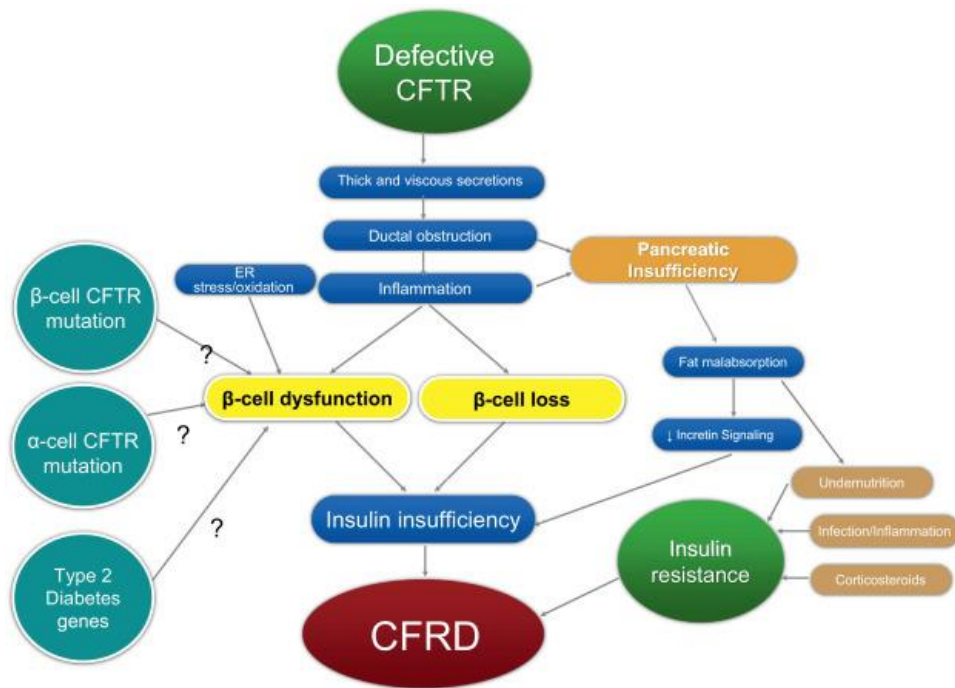 Defective
CFTR
Thick and viscous secretions
Ductal obstruction
Pancreatic
Insufficiency
ER
stress/oxidation
Inflammation
β-cell CFTR
mutation
?
Fat malabsorption
β-cell dysfunction
β-cell loss
α-cell CFTR
mutation
?
↓ Incretin Signaling
Undernutrition
Insulin insufficiency
?
Infection/Inflammation
Insulin
resistance
Type 2
Diabetes
genes
Corticosteroids
CFRD